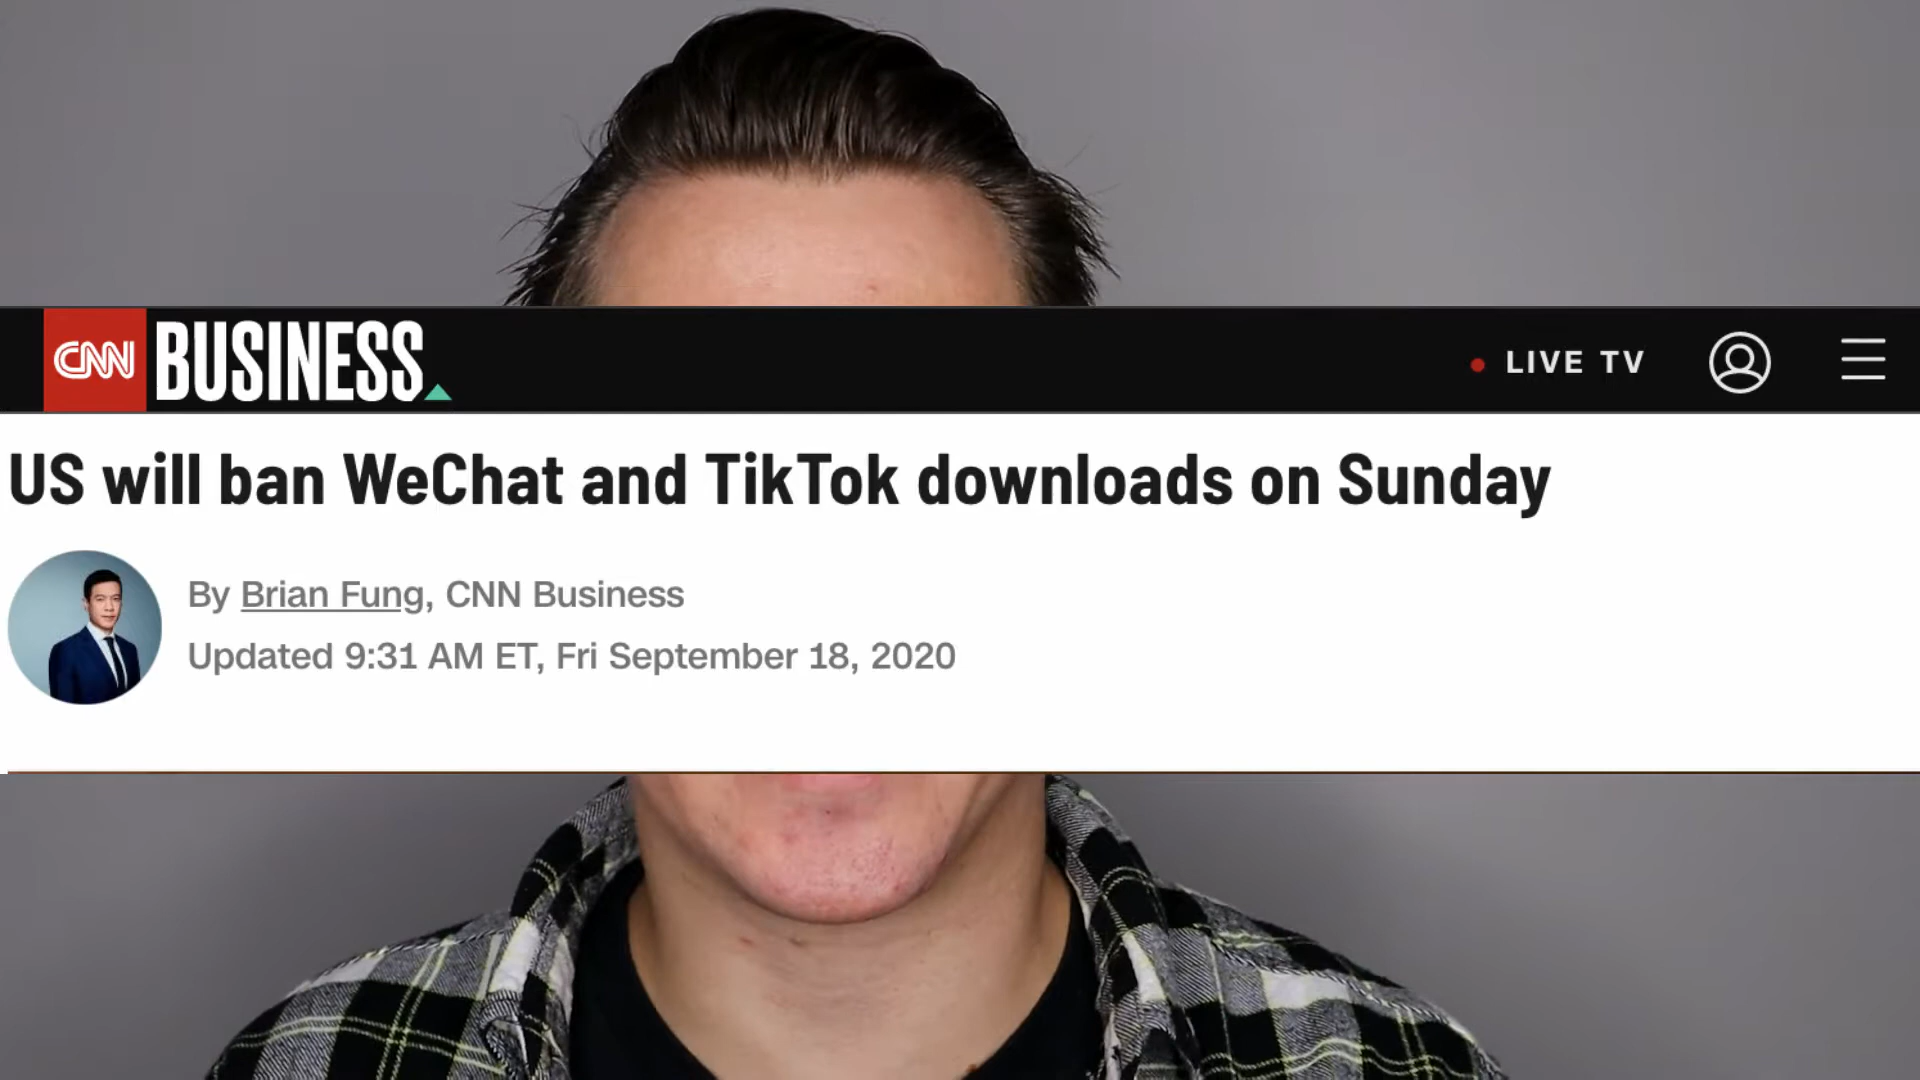 CNN BUSINESS
LIVE TV
US will ban WeChat and TikTok downloads on Sunday
By Brian Fung, CNN Business
Updated 9:31 AM ET, Fri September 18, 2020